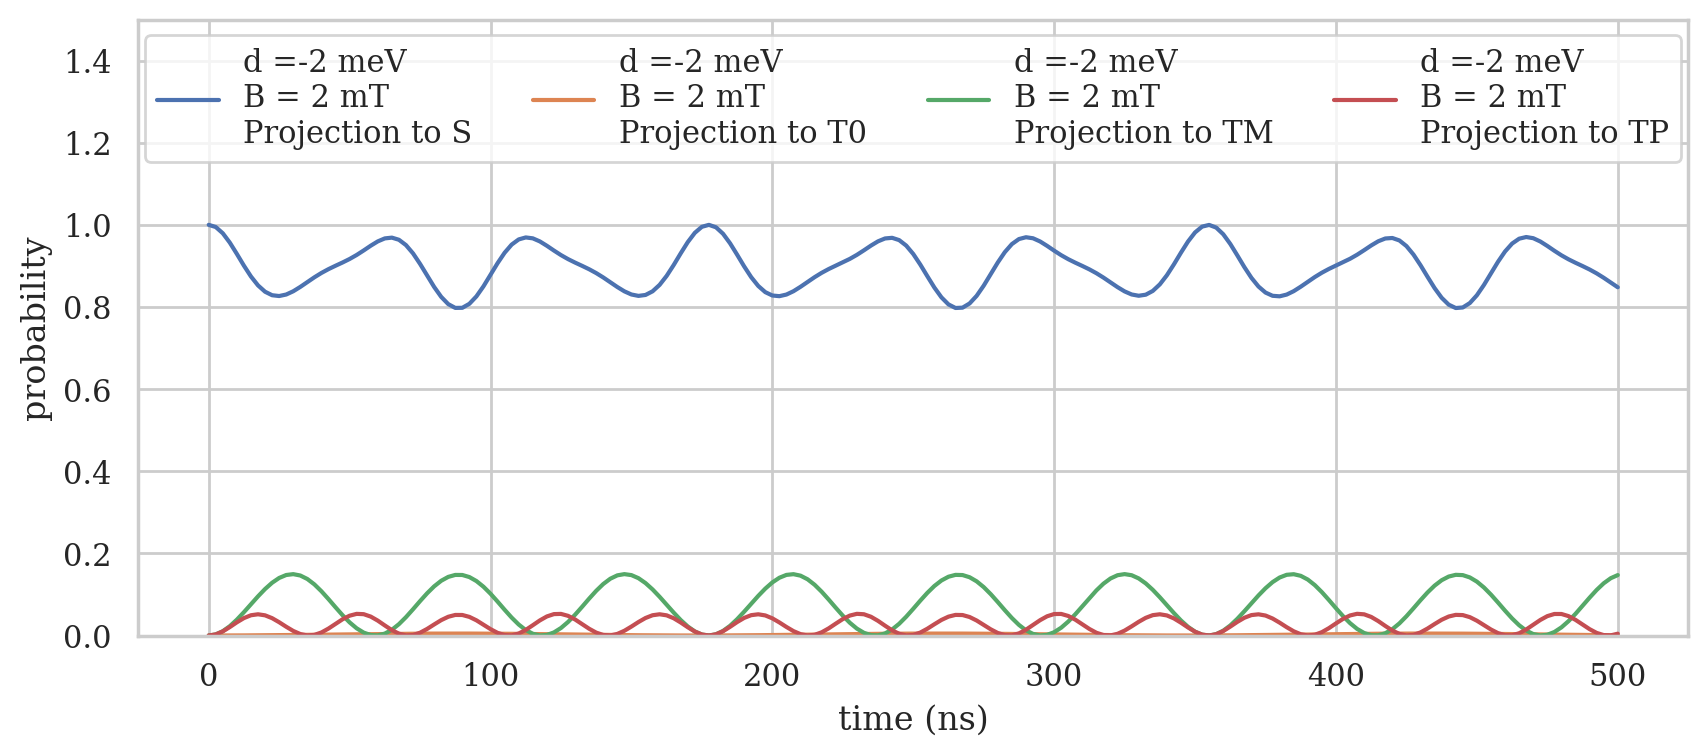 d =-2 meV
B = 2 mT
Projection to S
d =-2 meV
B = 2 mT
Projection to T0
d =-2 meV
B = 2 mT
Projection to TM
d =-2 meV
B = 2 mT
Projection to TP
probability
1.4
1.2
1.0
0.8
0.6
0.4
0.2
0.0
0
100
200
300
400
500
time (ns)